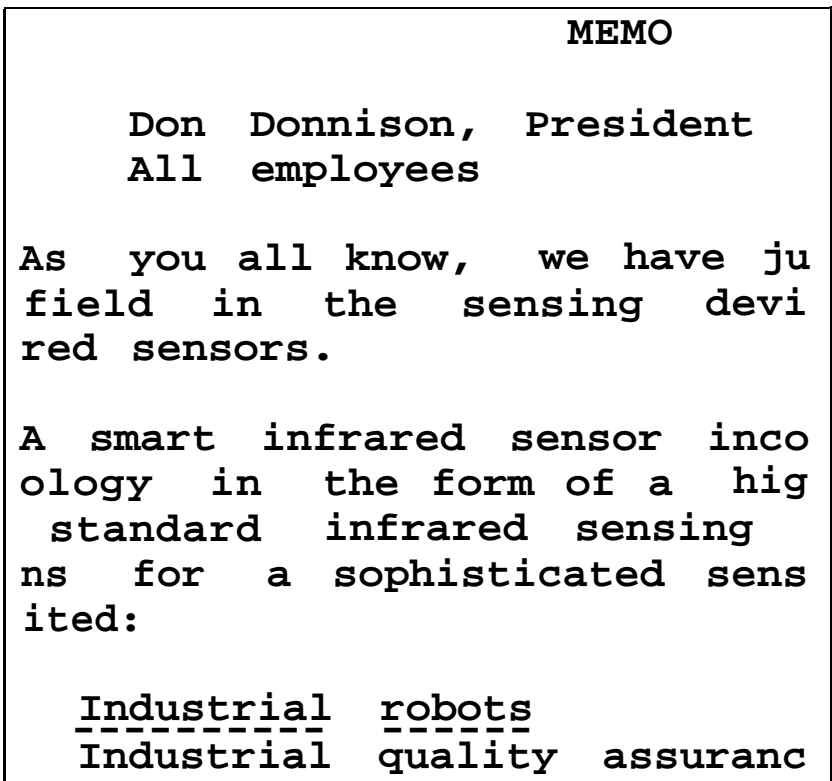 MEMO
Don Donnison, President
All employees
As you all know, we have ju
field in the sensing devi
red sensors.
A smart infrared sensor inco
ology in the form of a hig
standard infrared sensing
ns for a sophisticated sens
ited:
Industrial robots
Industrial quality assuranc